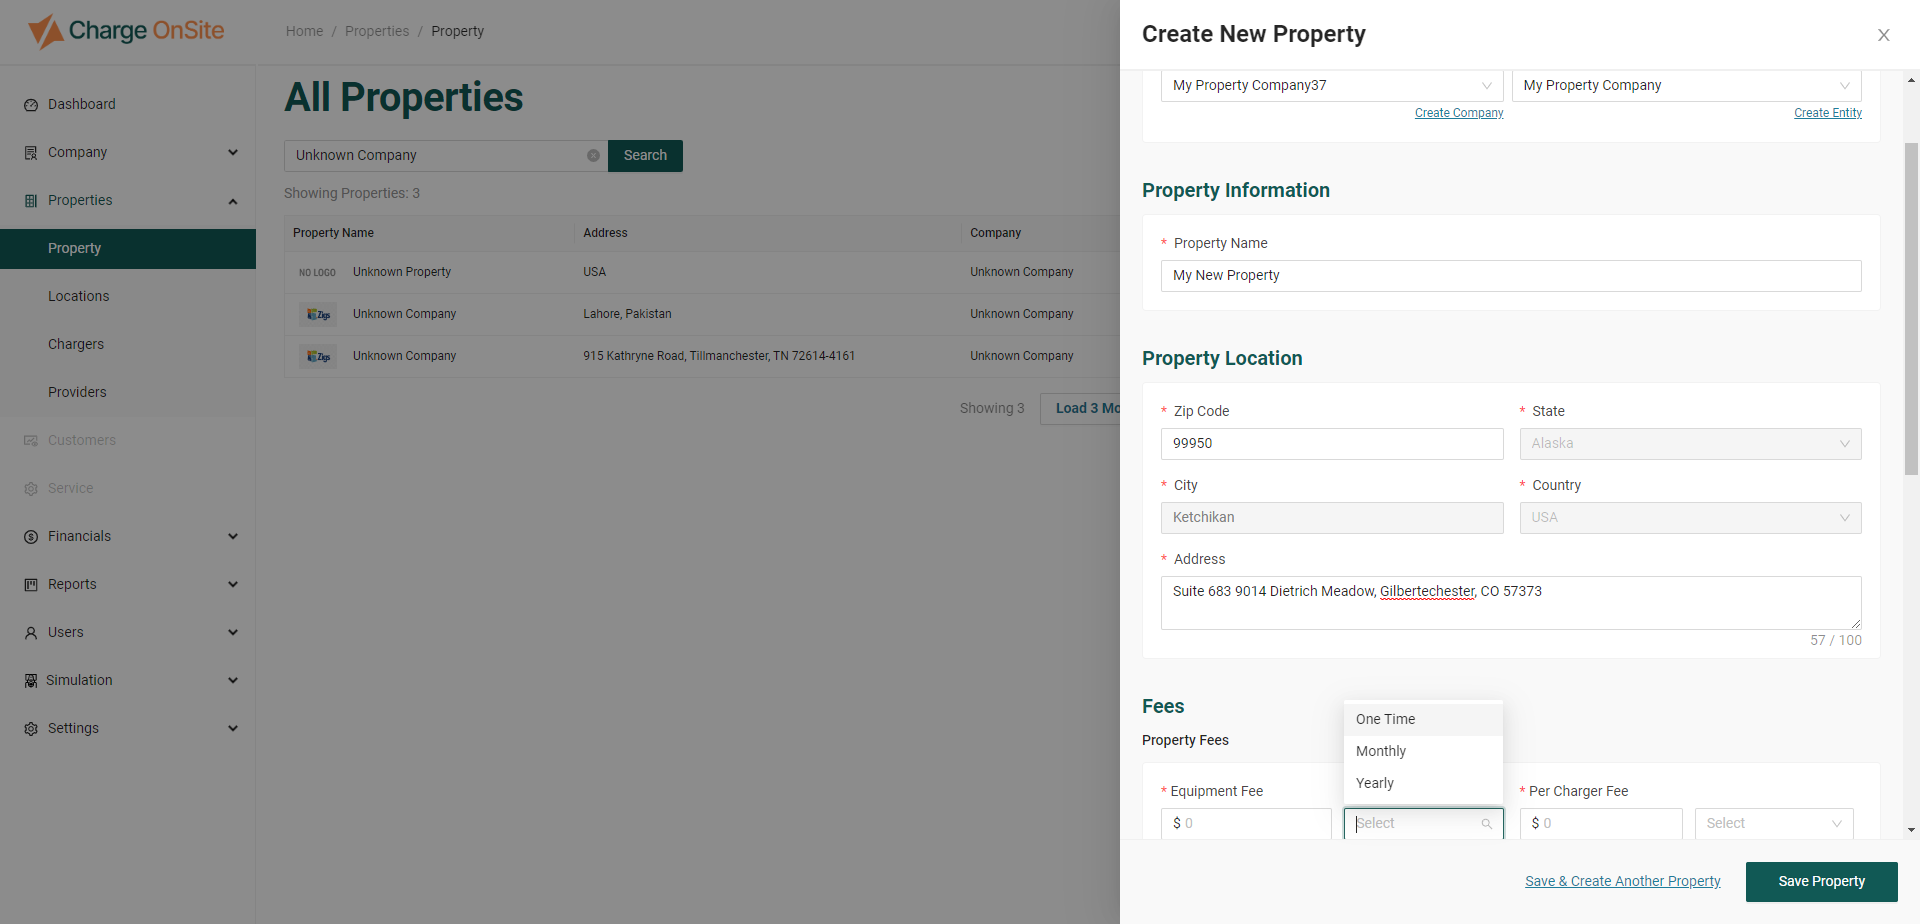 Charge OnSite
Home / Properties / Property
Dashboard
Company
Properties
Property
Locations
Chargers
Providers
Customers
Service
Financials
Reports
Users
Simulation
Settings
All Properties
Unknown Company
Search
Showing Properties: 3
Property Name Address Company
NO LOGO Unknown Property USA Unknown Company
Zigs Unknown Company Lahore, Pakistan Unknown Company
Zigs Unknown Company 915 Kathryne Road, Tillmanchester, TN 72614-4161 Unknown Company
Showing 3 Load 3 Mo
Create New Property
My Property Company37 My Property Company
Create Company Create Entity
Property Information
* Property Name
My New Property
Property Location
* Zip Code * State
99950 Alaska
* City * Country
Ketchikan USA
* Address
Suite 683 9014 Dietrich Meadow, Gilbertechester, CO 57373
57 / 100
Fees
Property Fees
One Time
Monthly
Yearly
* Equipment Fee * Per Charger Fee
$ 0 Select $ 0 Select
Save & Create Another Property Save Property